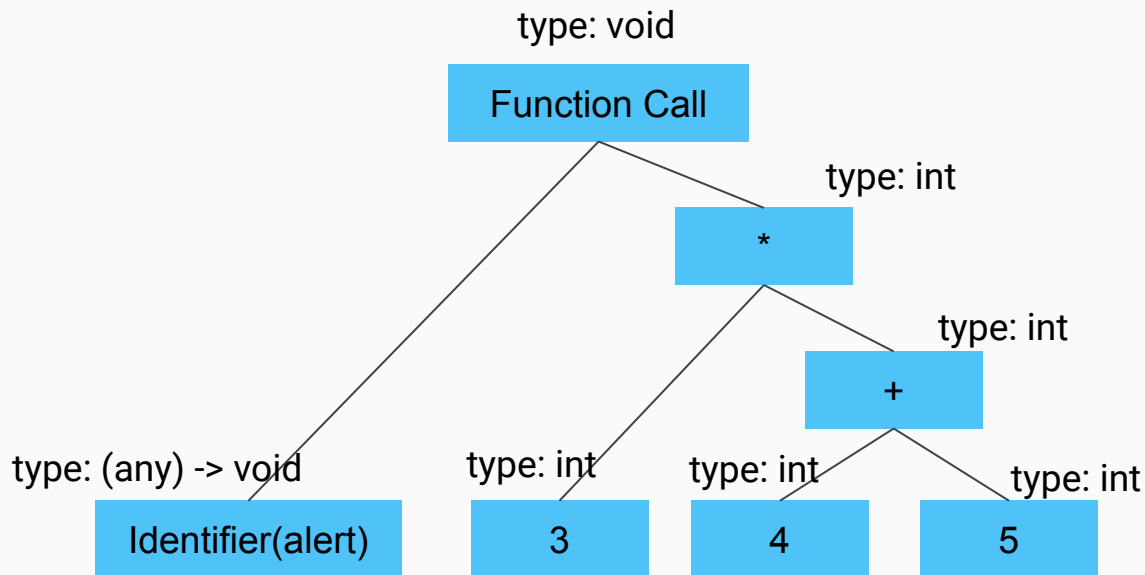 type: void
Function Call
type: int
*
type: int
+
type: (any) -> void
type: int
type: int
type: int
Identifier(alert)
3
4
5